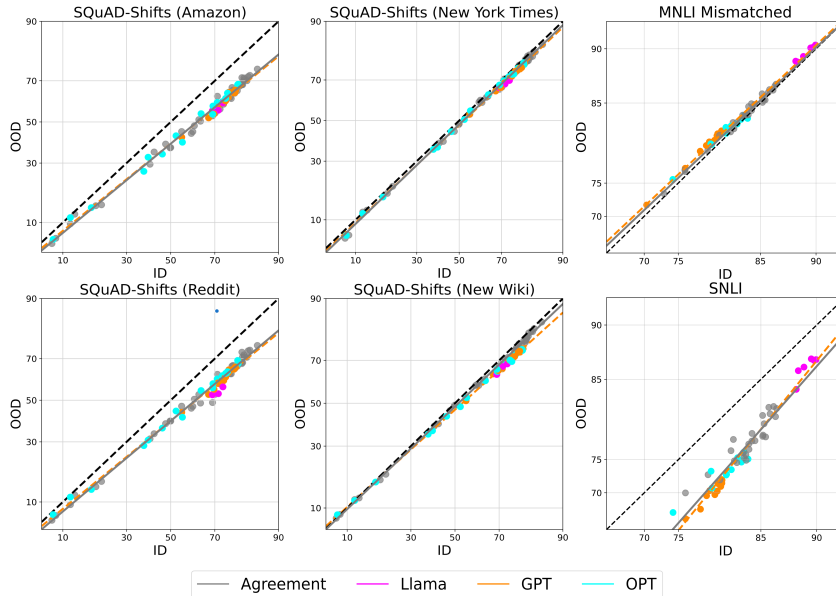 SQuAD-Shifts (Amazon)
90
70
50
30
10
OOD
10 30 50 70 90
ID
SQuAD-Shifts (New York Times)
90
70
50
30
10
OOD
10 30 50 70 90
ID
MNLI Mismatched
90
85
75
70
OOD
70 75 85 90
ID
SQuAD-Shifts (Reddit)
90
70
50
30
10
OOD
10 30 50 70 90
ID
SQuAD-Shifts (New Wiki)
90
70
50
30
10
OOD
10 30 50 70 90
ID
SNLI
90
85
75
70
OOD
70 75 85 90
ID
Agreement Llama GPT OPT